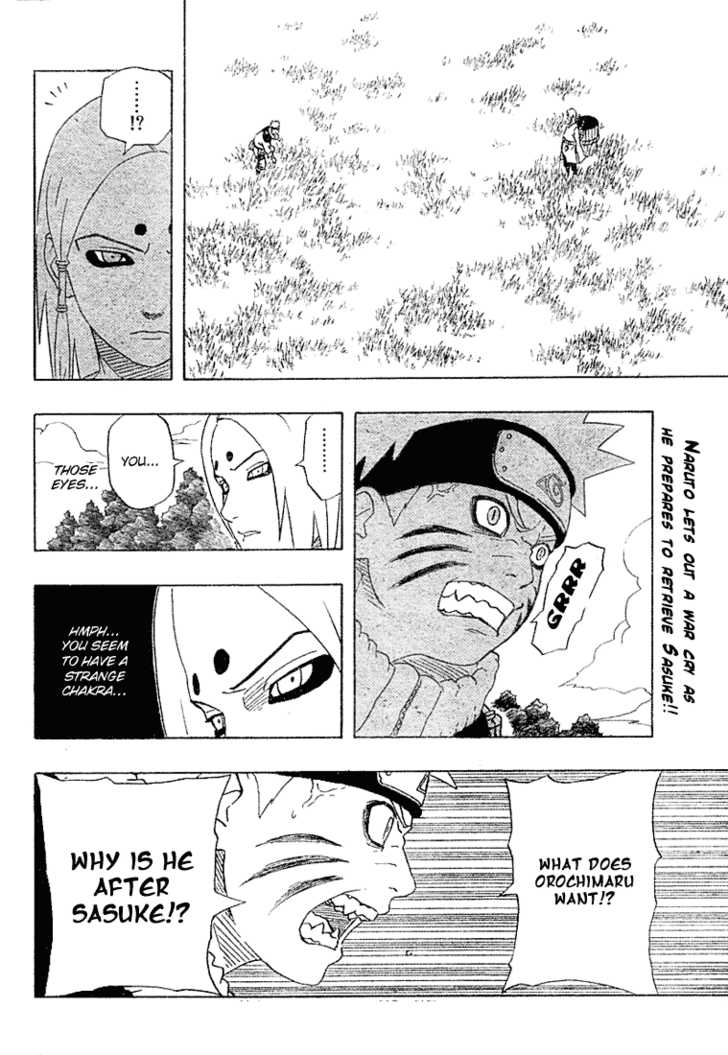 .........
!?
NARUTO LETS OUT A WAR CRY AS
HE PREPARES TO RETRIEVE SASUKE!!
GRRR
.........
YOU...
THOSE
EYES...
HMPH...
YOU SEEM
TO HAVE A
STRANGE
CHAKRA...
WHAT DOES
OROCHIMARU
WANT!?
WHY IS HE
AFTER
SASUKE!?